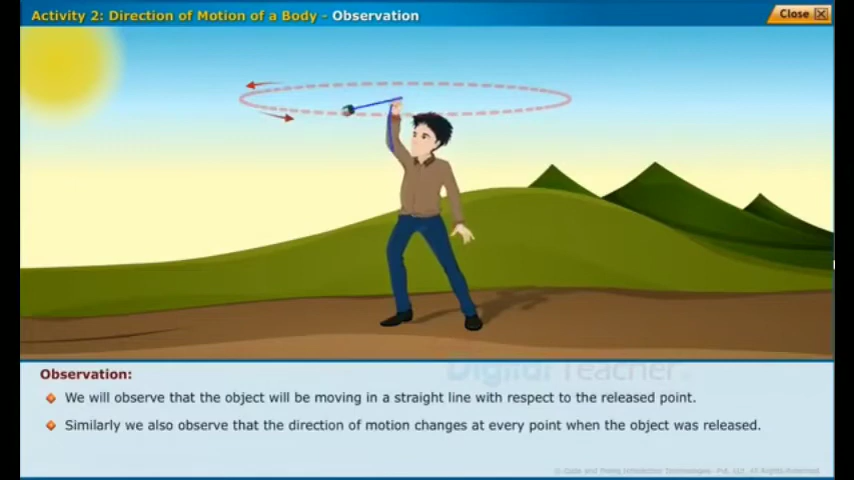 Activity 2: Direction of Motion of a Body - Observation
Close
Digital Teacher
Observation:
We will observe that the object will be moving in a straight line with respect to the released point.
Similarly we also observe that the direction of motion changes at every point when the object was released.